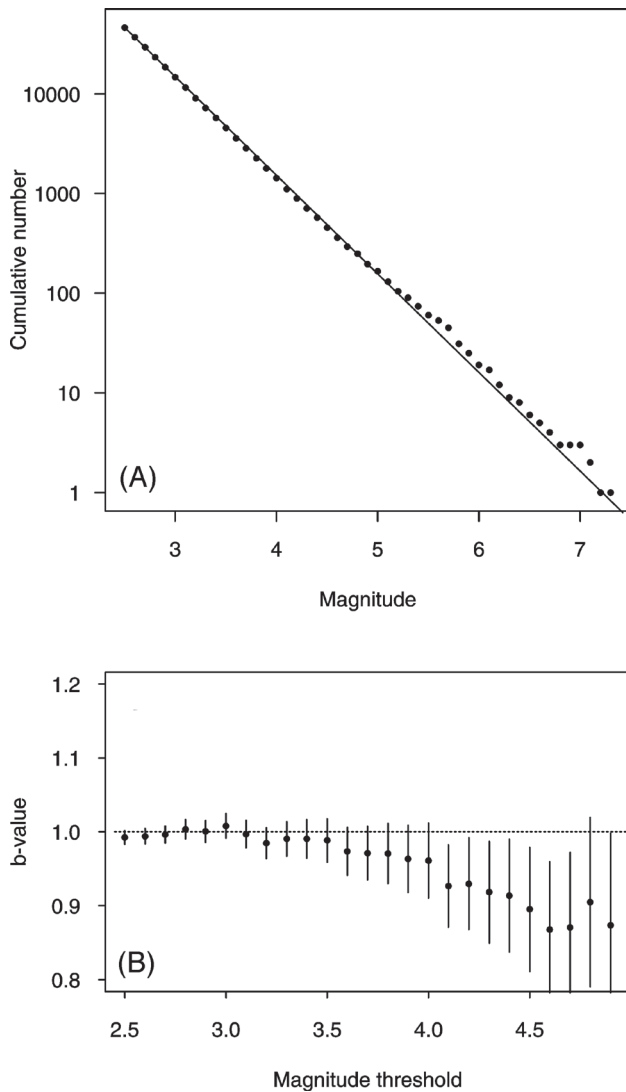 10000
1000
100
10
1
Cumulative number
(A)
3 4 5 6 7
Magnitude
1.2
1.1
1.0
0.9
0.8
b-value
(B)
2.5 3.0 3.5 4.0 4.5
Magnitude threshold